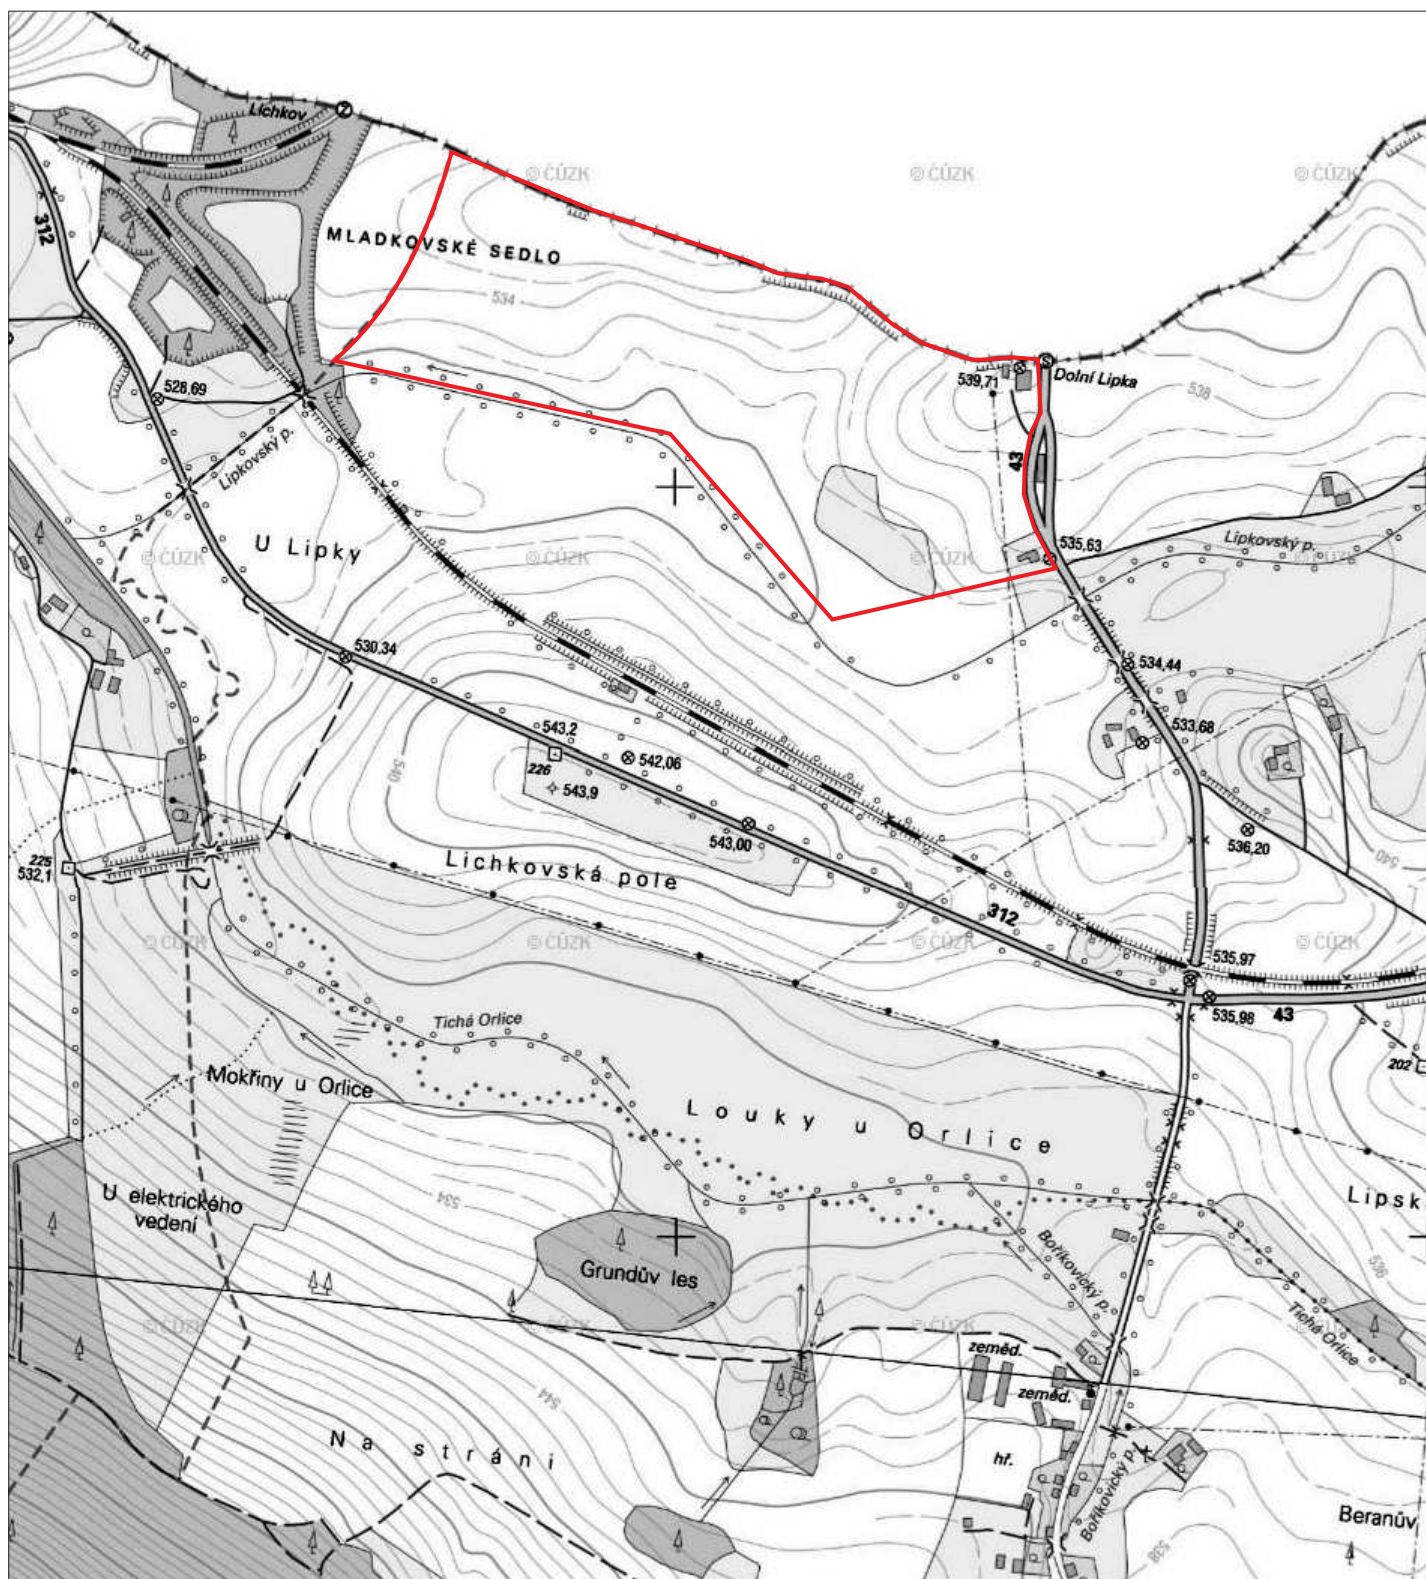 Lichkov
Z
© ČÚZK
© ČÚZK
© ČÚZK
312
MLADKOVSKÉ SEDLO
534
S
Dolní Lipka
539,71
538
528,69
43
Lipkovský p.
U Lipky
535,63
Lipkovský p.
© ČÚZK
© ČÚZK
© ČÚZK
© ČÚZK
530,34
534,44
543,2
533,68
542,06
226
540
543,9
543,00
536,20
225
532,1
Lichkovská pole
540
312
© ČÚZK
© ČÚZK
© ČÚZK
© ČÚZK
535,97
535,98
43
Tichá Orlice
202
Mokřiny u Orlice
Louky u Orlice
U elektrického
vedení
534
Lipsk
Bořikovický p.
536
Grundův les
© ČÚZK
© ČÚZK
© ČÚZK
© ČÚZK
Tichá Orlice
zeměd.
zeměd.
544
Na stráni
hř.
Bořikovický p.
Beranův
538